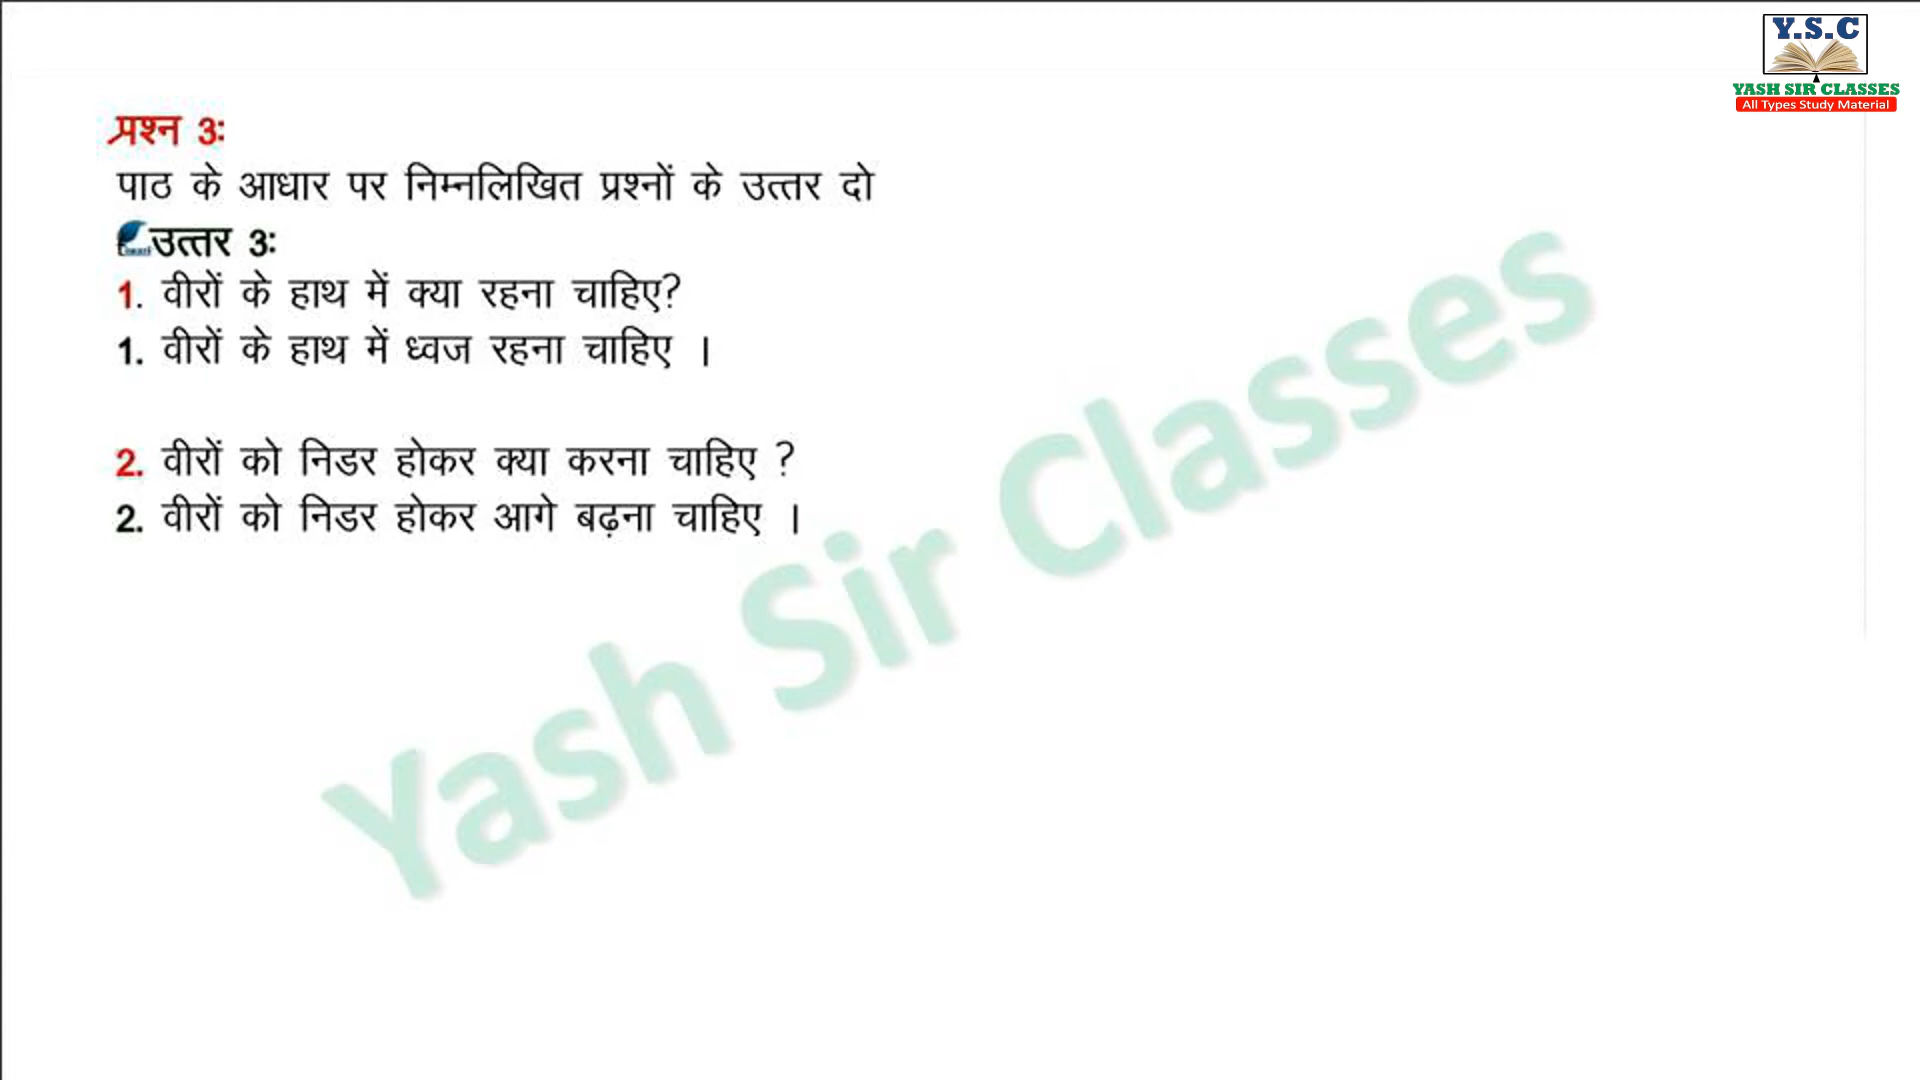 Y.S.C
YASH SIR CLASSES
All Types Study Material
प्रश्न 3:
पाठ के आधार पर निम्नलिखित प्रश्नों के उत्तर दो
उत्तर 3:
1. वीरों के हाथ में क्या रहना चाहिए?
1. वीरों के हाथ में ध्वज रहना चाहिए ।
2. वीरों को निडर होकर क्या करना चाहिए ?
2. वीरों को निडर होकर आगे बढ़ना चाहिए ।
Yash Sir Classes